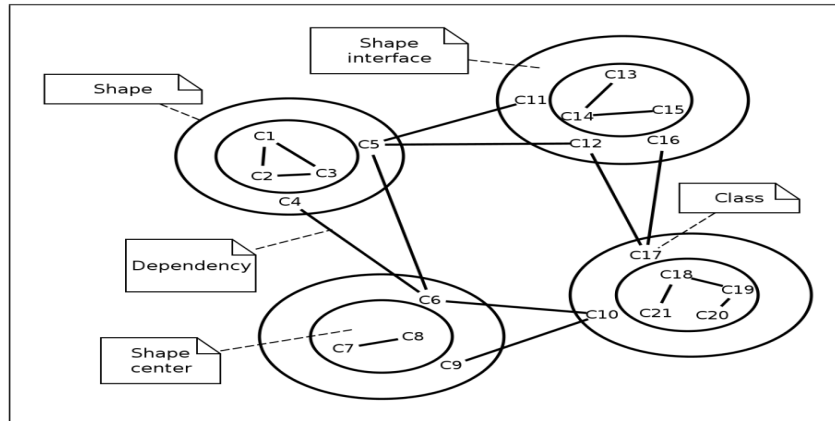 Shape
interface
C13
Shape
C11
C14
C15
C1
C5
C12
C16
C2
C3
C4
Class
Dependency
C17
C18
C19
C6
C10
C21
C20
Shape
center
C7
C8
C9